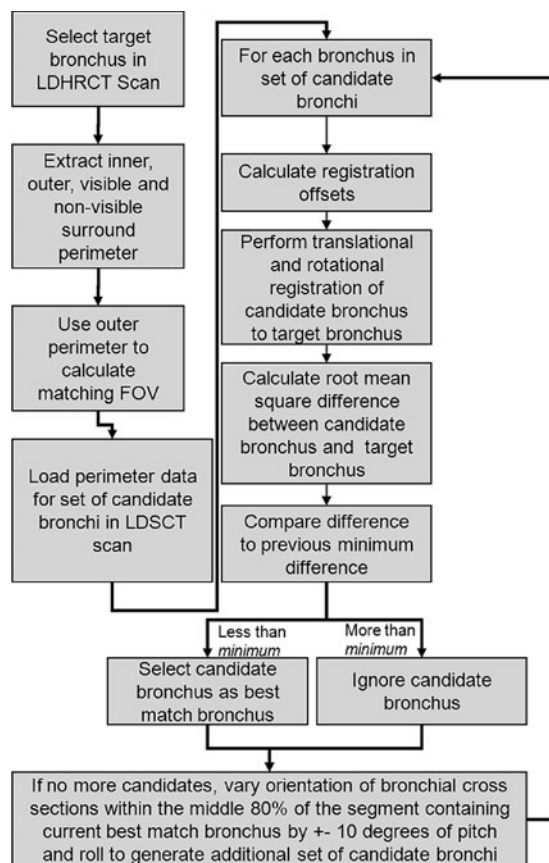 Select target
bronchus in
LDHRCT Scan
Extract inner,
outer, visible and
non-visible
surround
perimeter
Use outer
perimeter to
calculate
matching FOV
Load perimeter data
for set of candidate
bronchi in LDSCT
scan
For each bronchus in
set of candidate
bronchi
Calculate registration
offsets
Perform translational
and rotational
registration of
candidate bronchus
to target bronchus
Calculate root mean
square difference
between candidate
bronchus and target
bronchus
Compare difference
to previous minimum
difference
Less than
minimum
More than
minimum
Select candidate
bronchus as best
match bronchus
Ignore candidate
bronchus
If no more candidates, vary orientation of bronchial cross
sections within the middle 80% of the segment containing
current best match bronchus by +- 10 degrees of pitch
and roll to generate additional set of candidate bronchi